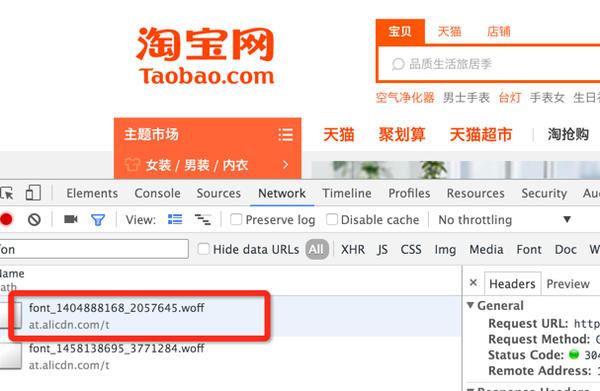 淘宝网
Taobao.com
宝贝 天猫 店铺
品质生活旅居季
空气净化器 男士手表 台灯 手表女 生日
主题市场
天猫 聚划算 天猫超市 淘抢购
女装 / 男装 / 内衣
Elements Console Sources Network Timeline Profiles Resources Security Au
View: Preserve log Disable cache No throttling
fon
Hide data URLs All XHR JS CSS Img Media Font Doc W
Name
ath
× Headers Preview
font_1404888168_2057645.woff
at.alicdn.com/t
font_1458138695_3771284.woff
at.alicdn.com/t
General
Request URL: http
Request Method: G
Status Code: 304
Remote Address: 1